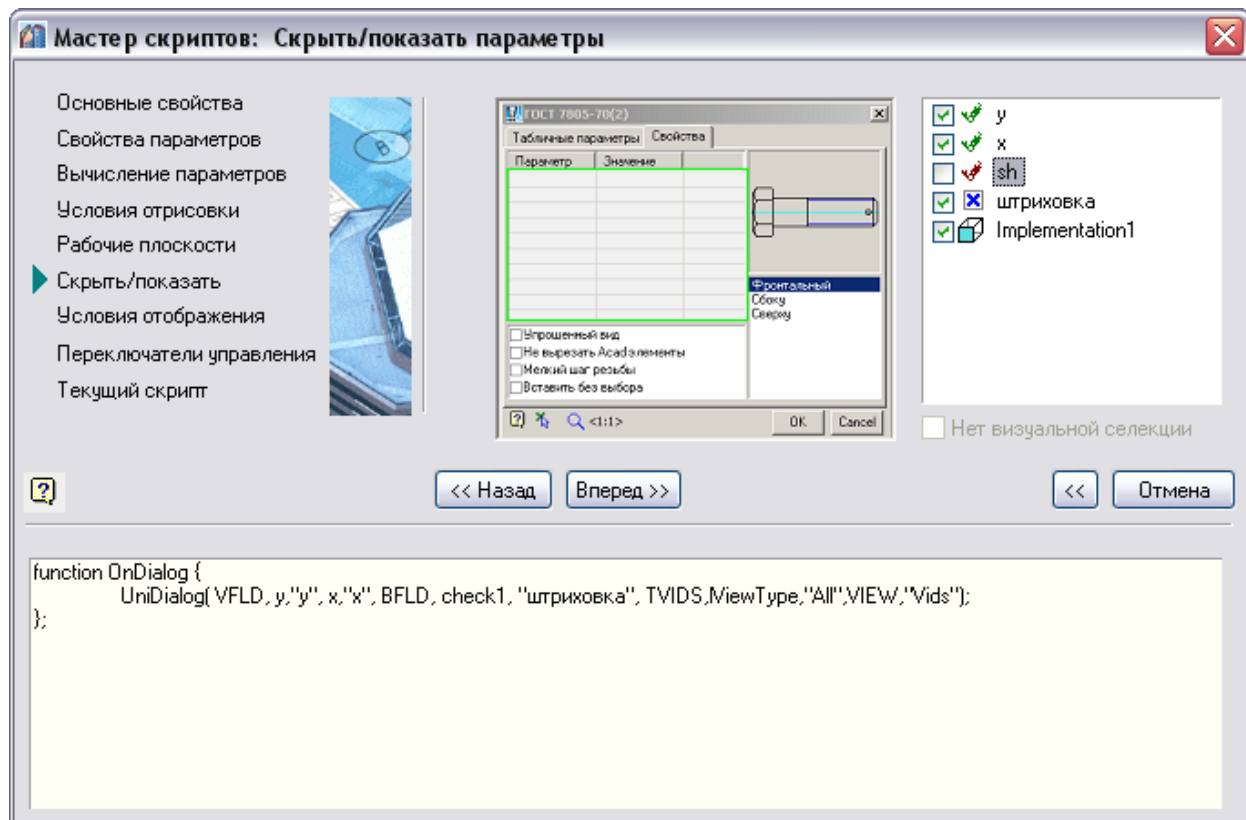 Мастер скриптов: Скрыть/показать параметры
Основные свойства
Свойства параметров
Вычисление параметров
Условия отрисовки
Рабочие плоскости
Скрыть/показать
Условия отображения
Переключатели управления
Текущий скрипт
B
ГОСТ 7805-70(2)
Табличные параметры Свойства
Параметр Значение
Фронтальный
Сбоку
Сверху
Упрошенный вид
Не вырезать Acad элементы
Мелкий шаг резьбы
Вставить без выбора
<1:1>
OK Cancel
y
x
sh
штриховка
Implementation1
Нет визуальной селекции
<< Назад Вперед >> << Отмена
function OnDialog {
UniDialog( VFLD, y,"y", x,"x", BFLD, check1, "штриховка", TVIDS,iViewType,"All",VIEW,"Vids");
};